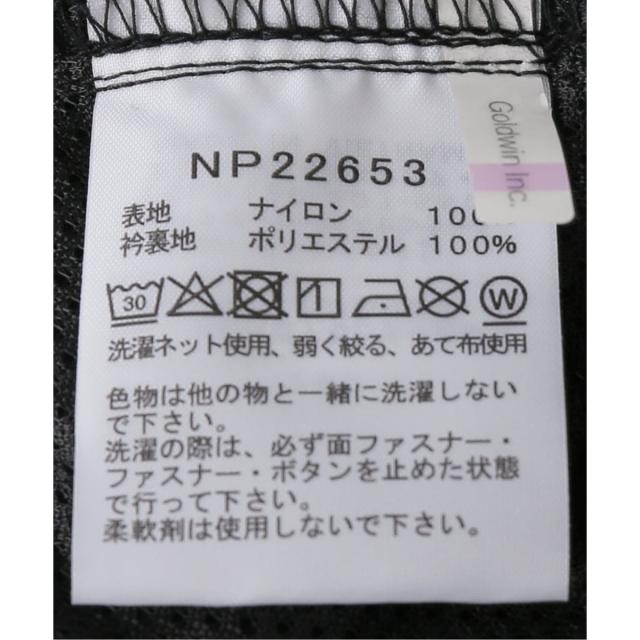 Goldwin Inc.
NP22653
表地 ナイロン 100
衿裏地 ポリエステル 100%
30 W
洗濯ネット使用、弱く絞る、あて布使用
色物は他の物と一緒に洗濯しない
で下さい。
洗濯の際は、必ず面ファスナー・
ファスナー・ボタンを止めた状態
で行って下さい。
柔軟剤は使用しないで下さい。